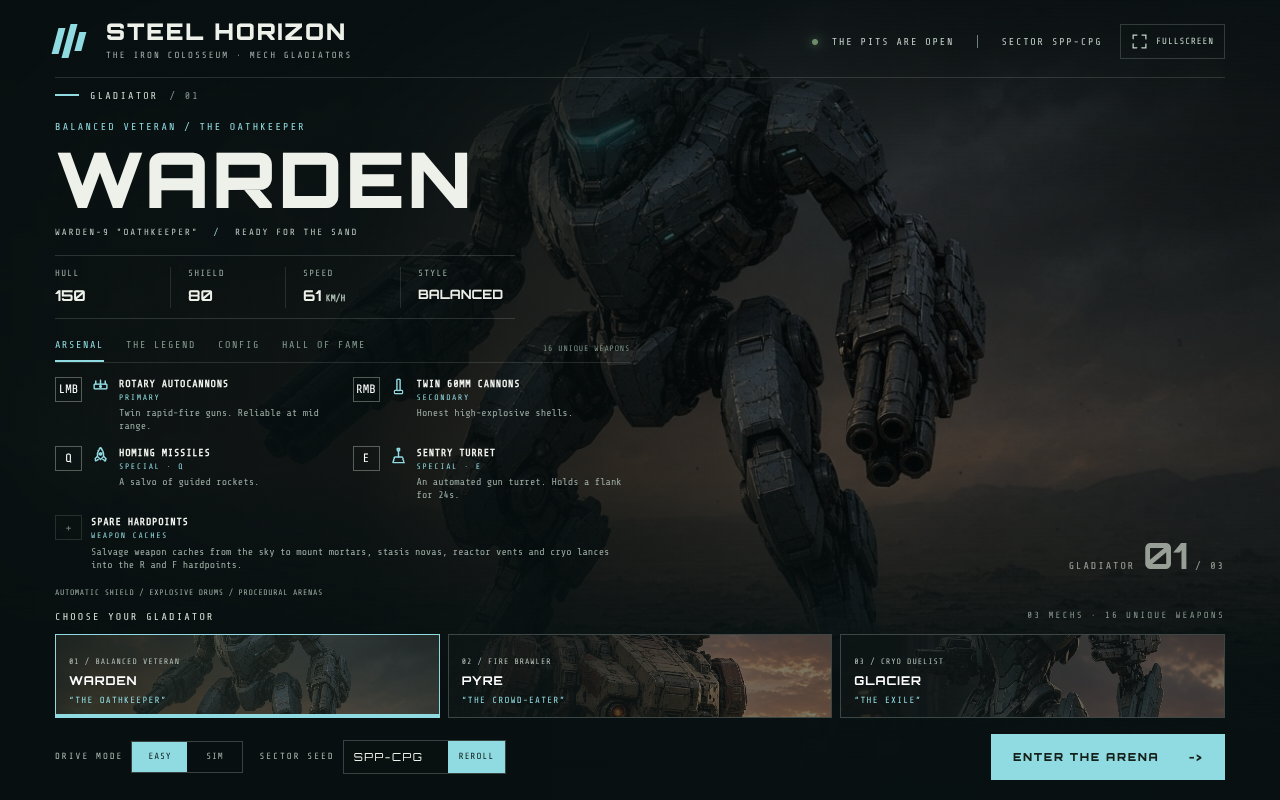 STEEL HORIZON
THE IRON COLOSSEUM · MECH GLADIATORS
THE PITS ARE OPEN
SECTOR SPP-CPG
FULLSCREEN
GLADIATOR / 01
BALANCED VETERAN / THE OATHKEEPER
WARDEN
WARDEN-9 "OATHKEEPER" / READY FOR THE SAND
HULL
150
SHIELD
80
SPEED
61 KM/H
STYLE
BALANCED
ARSENAL
THE LEGEND
CONFIG
HALL OF FAME
16 UNIQUE WEAPONS
LMB
ROTARY AUTOCANNONS
PRIMARY
Twin rapid-fire guns. Reliable at mid
range.
RMB
TWIN 60MM CANNONS
SECONDARY
Honest high-explosive shells.
Q
HOMING MISSILES
SPECIAL · Q
A salvo of guided rockets.
E
SENTRY TURRET
SPECIAL · E
An automated gun turret. Holds a flank
for 24s.
+
SPARE HARDPOINTS
WEAPON CACHES
Salvage weapon caches from the sky to mount mortars, stasis novas, reactor vents and cryo lances
into the R and F hardpoints.
GLADIATOR 01 / 03
AUTOMATIC SHIELD / EXPLOSIVE DRUMS / PROCEDURAL ARENAS
CHOOSE YOUR GLADIATOR
03 MECHS · 16 UNIQUE WEAPONS
01 / BALANCED VETERAN
WARDEN
"THE OATHKEEPER"
02 / FIRE BRAWLER
PYRE
"THE CROWD-EATER"
03 / CRYO DUELIST
GLACIER
"THE EXILE"
DRIVE MODE
EASY
SIM
SECTOR SEED
SPP-CPG
REROLL
ENTER THE ARENA ->